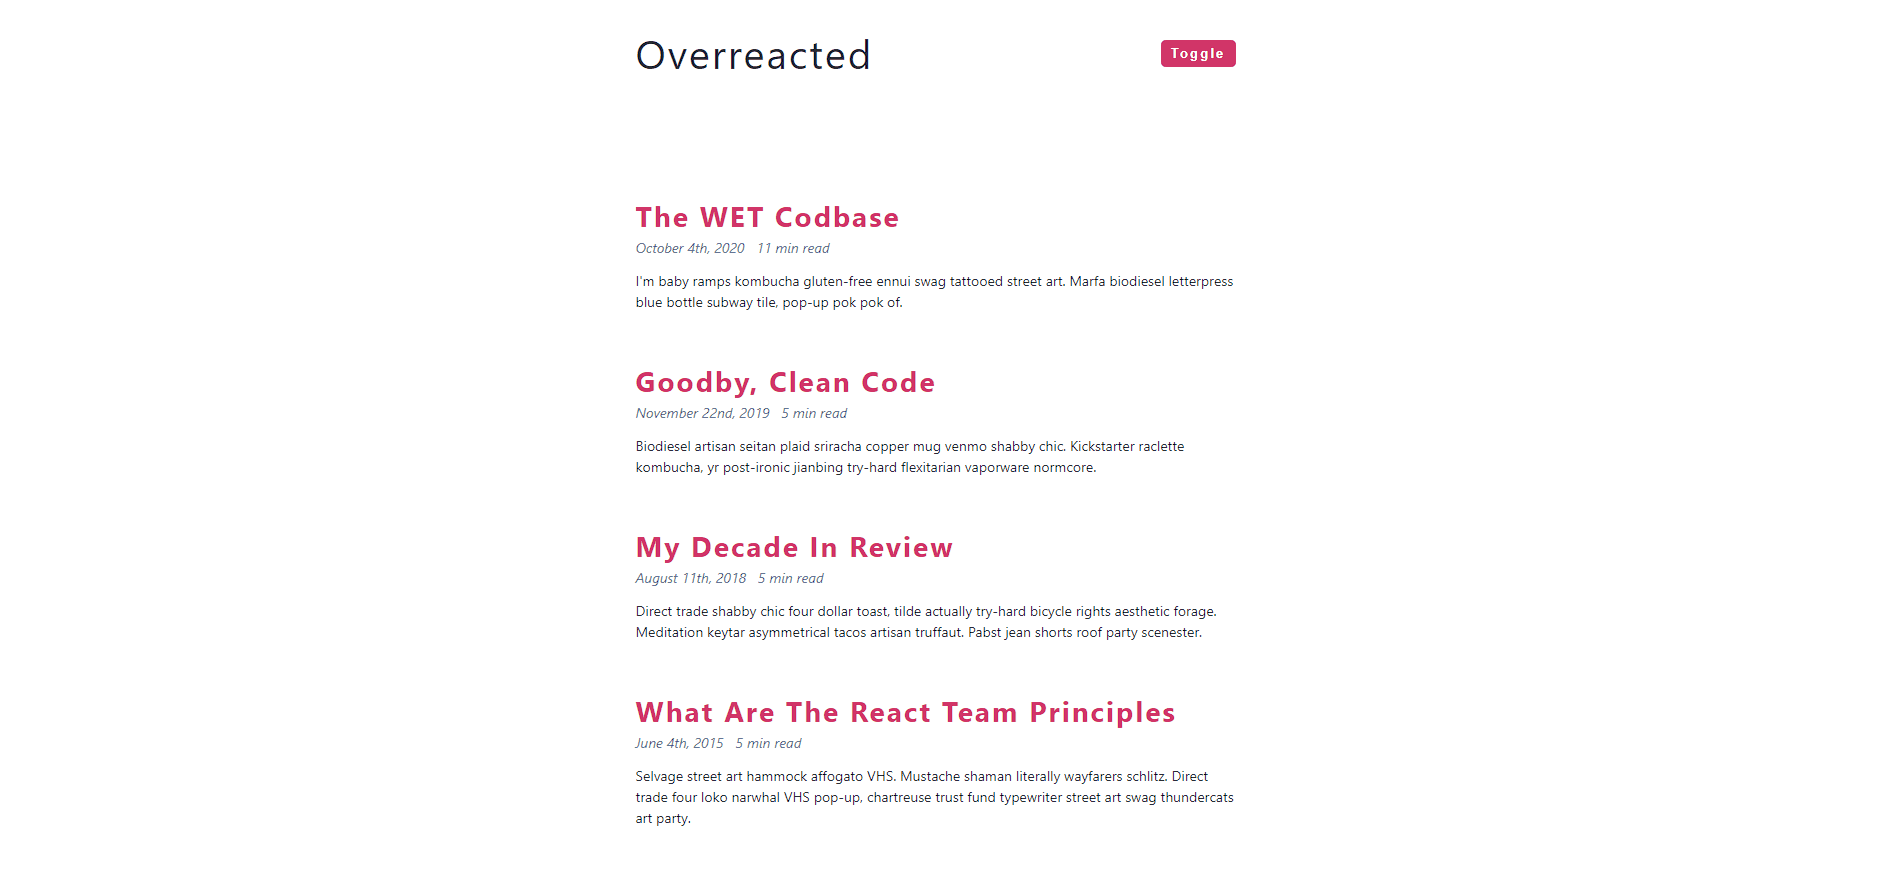 Overreacted
Toggle
The WET Codbase
October 4th, 2020 11 min read
I'm baby ramps kombucha gluten-free ennui swag tattooed street art. Marfa biodiesel letterpress
blue bottle subway tile, pop-up pok pok of.
Goodby, Clean Code
November 22nd, 2019 5 min read
Biodiesel artisan seitan plaid sriracha copper mug venmo shabby chic. Kickstarter raclette
kombucha, yr post-ironic jianbing try-hard flexitarian vaporware normcore.
My Decade In Review
August 11th, 2018 5 min read
Direct trade shabby chic four dollar toast, tilde actually try-hard bicycle rights aesthetic forage.
Meditation keytar asymmetrical tacos artisan truffaut. Pabst jean shorts roof party scenester.
What Are The React Team Principles
June 4th, 2015 5 min read
Selvage street art hammock affogato VHS. Mustache shaman literally wayfarers schlitz. Direct
trade four loko narwhal VHS pop-up, chartreuse trust fund typewriter street art swag thundercats
art party.